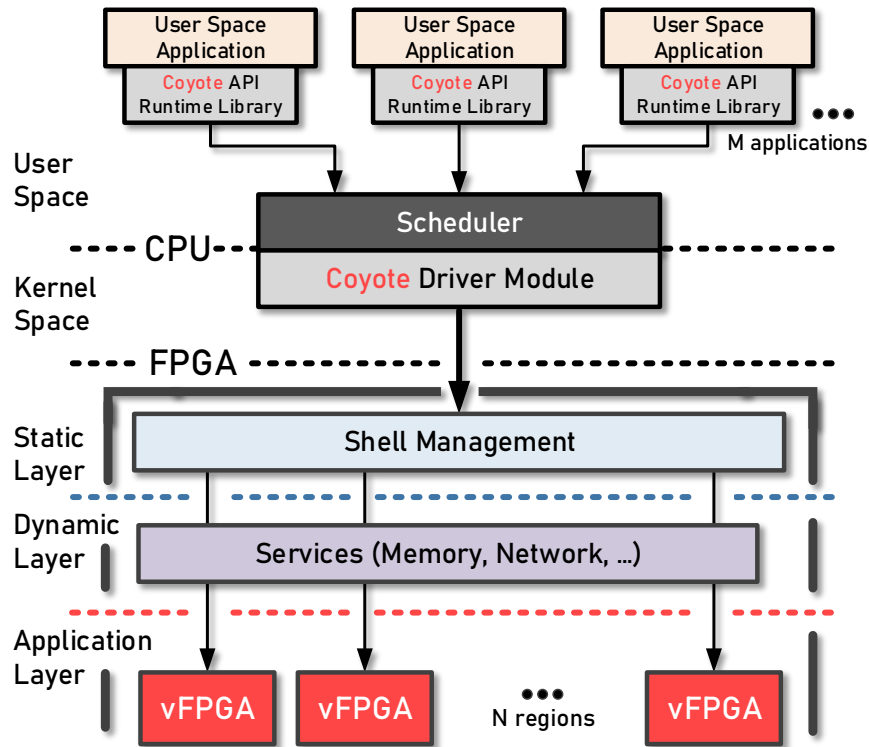 User Space
Application
Coyote API
Runtime Library
User Space
Application
Coyote API
Runtime Library
User Space
Application
Coyote API
Runtime Library
•••
M applications
User
Space
Scheduler
CPU
Coyote Driver Module
Kernel
Space
FPGA
Static
Layer
Shell Management
Dynamic
Layer
Services (Memory, Network, ...)
Application
Layer
vFPGA
vFPGA
•••
N regions
vFPGA